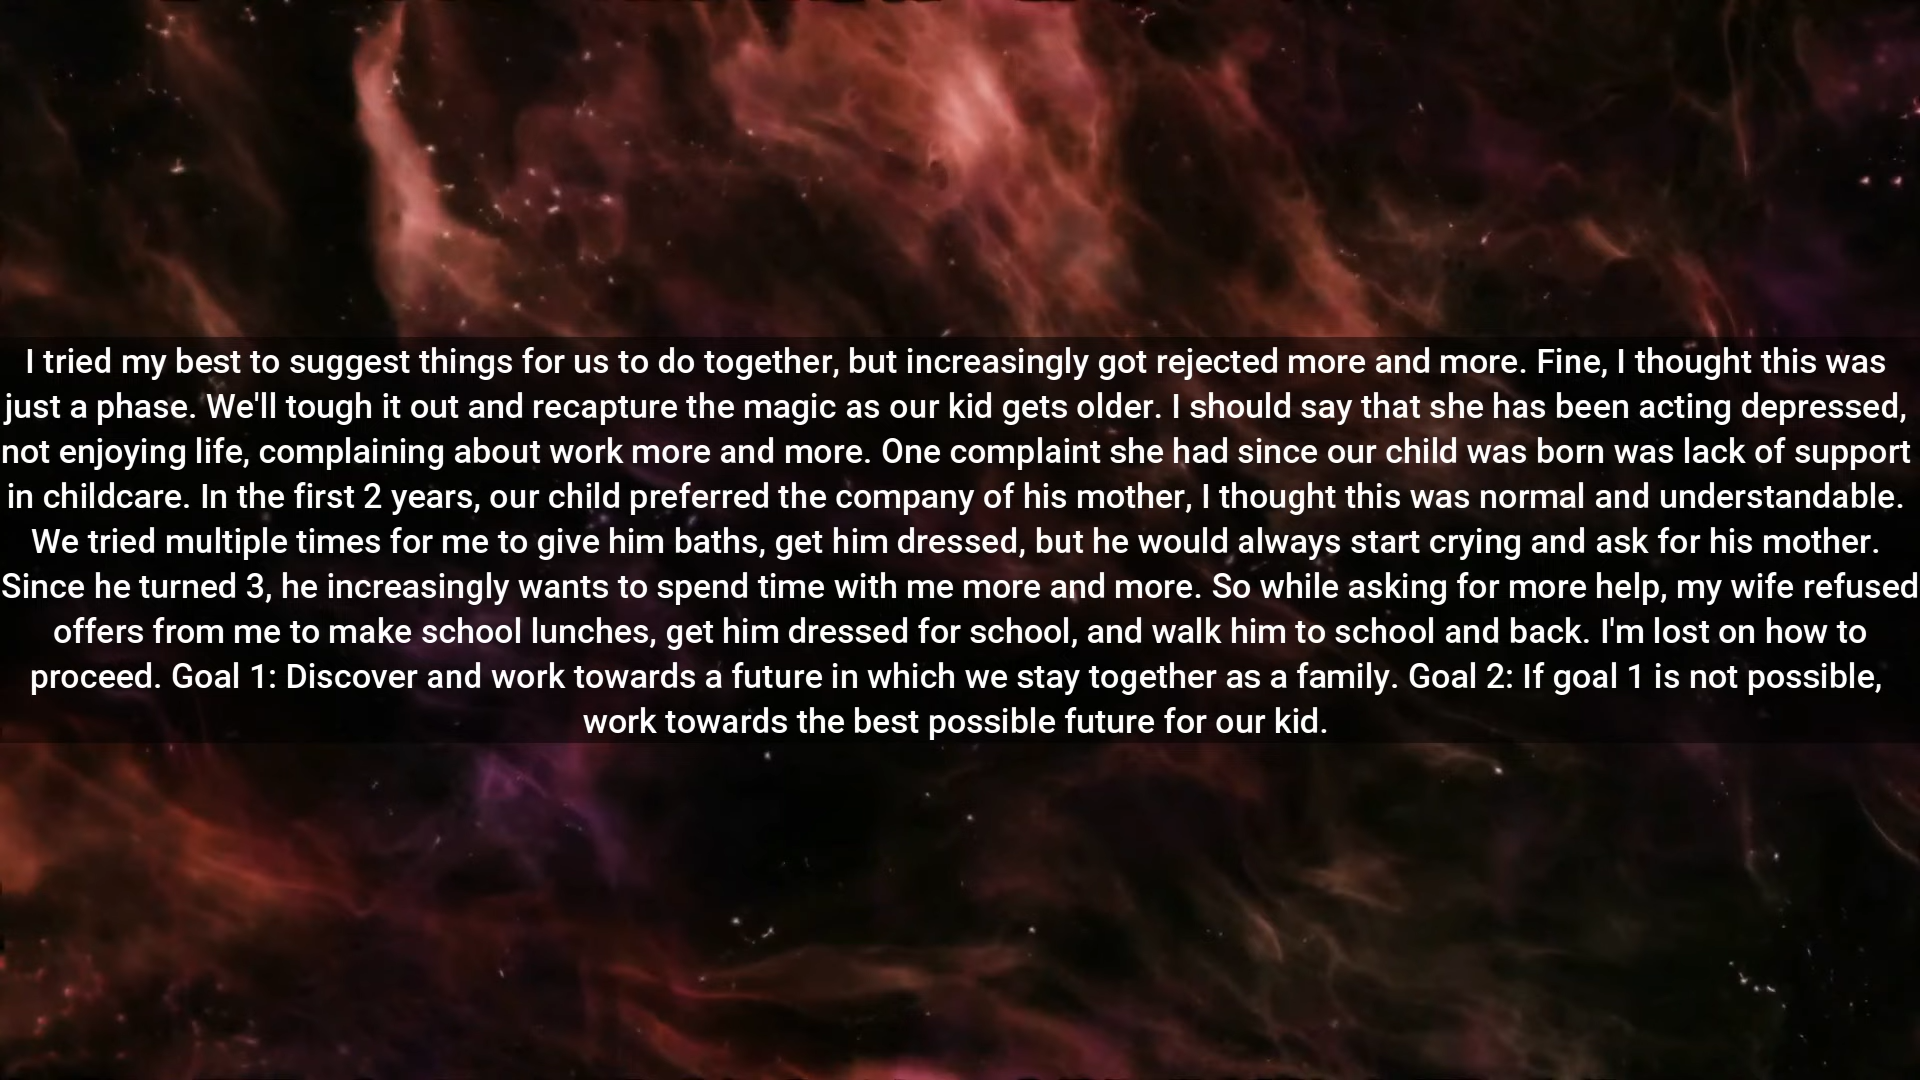 I tried my best to suggest things for us to do together, but increasingly got rejected more and more. Fine, I thought this was
just a phase. We'll tough it out and recapture the magic as our kid gets older. I should say that she has been acting depressed,
not enjoying life, complaining about work more and more. One complaint she had since our child was born was lack of support
in childcare. In the first 2 years, our child preferred the company of his mother, I thought this was normal and understandable.
We tried multiple times for me to give him baths, get him dressed, but he would always start crying and ask for his mother.
Since he turned 3, he increasingly wants to spend time with me more and more. So while asking for more help, my wife refused
offers from me to make school lunches, get him dressed for school, and walk him to school and back. I'm lost on how to
proceed. Goal 1: Discover and work towards a future in which we stay together as a family. Goal 2: If goal 1 is not possible,
work towards the best possible future for our kid.